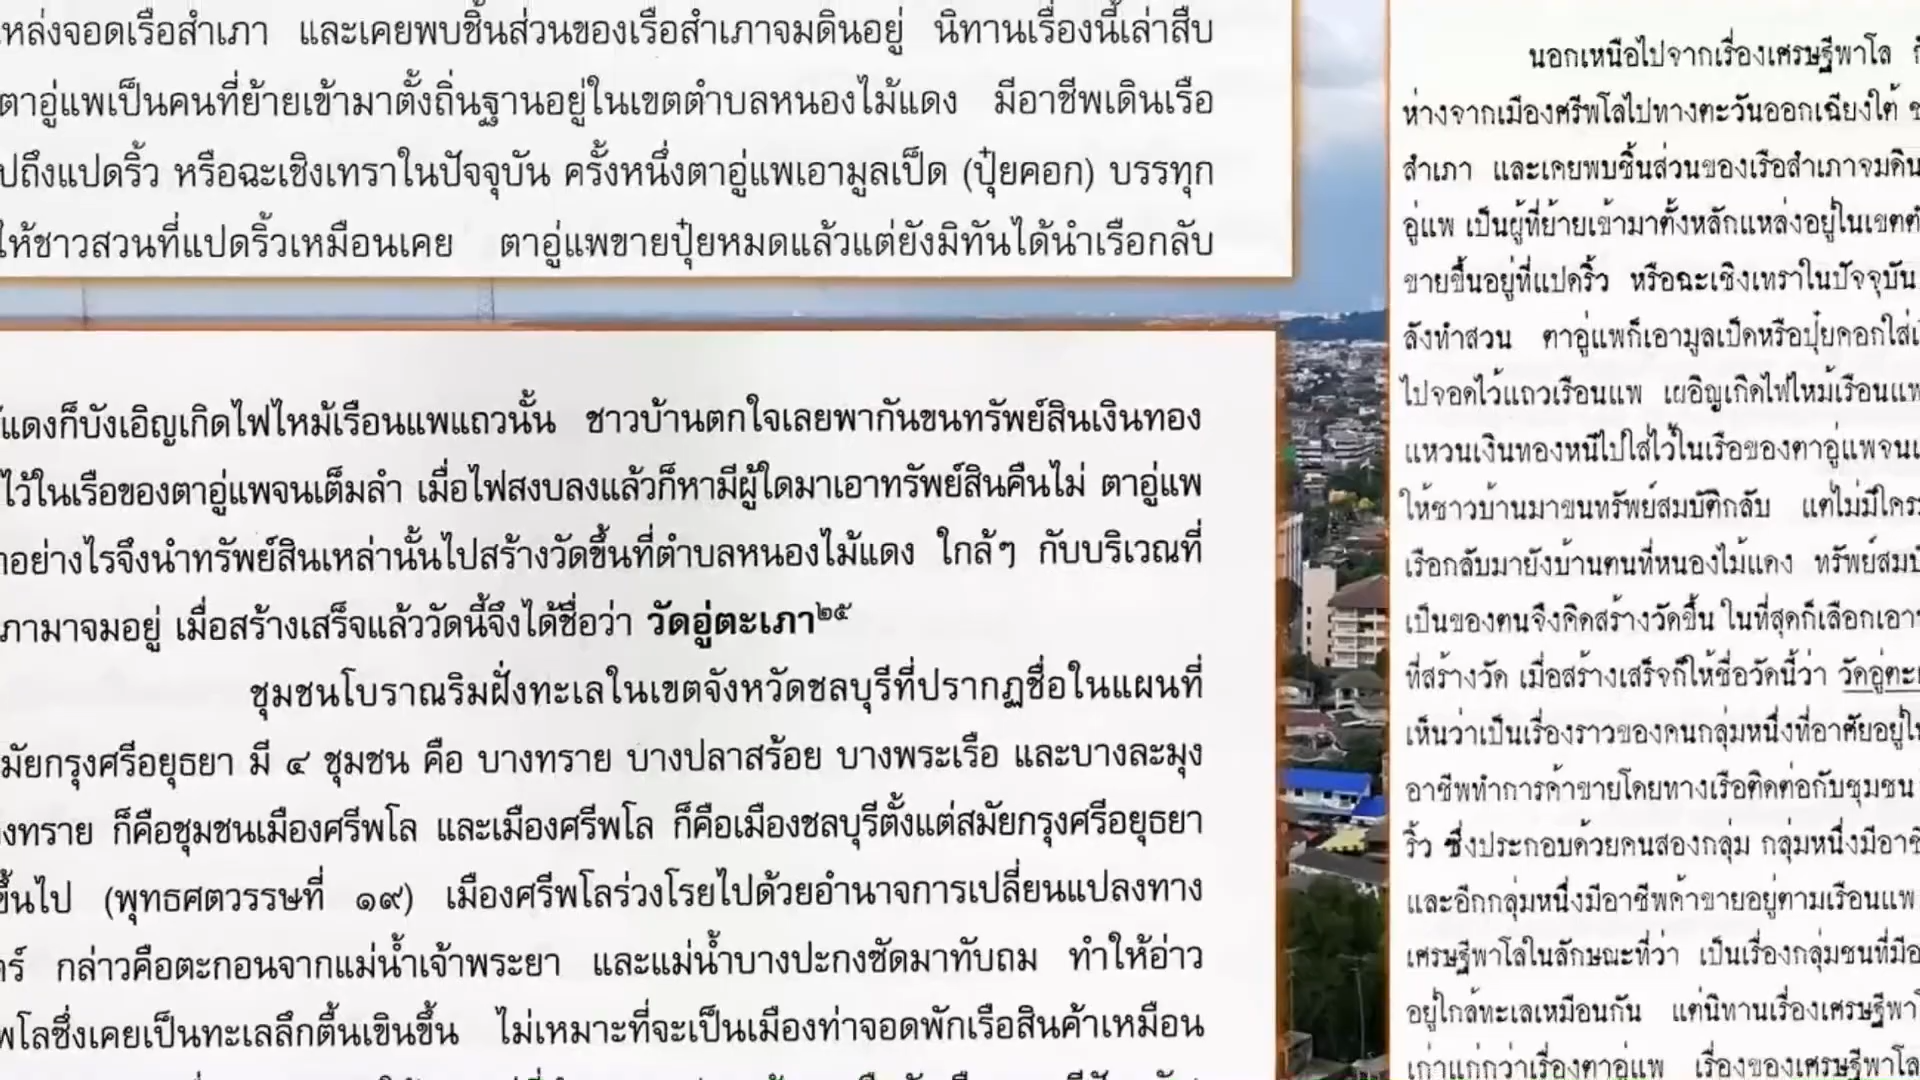 หล่งจอดเรือสำเภา และเคยพบชิ้นส่วนของเรือสำเภาจมดินอยู่ นิทานเรื่องนี้เล่าสืบ
ตาอู่แพเป็นคนที่ย้ายเข้ามาตั้งถิ่นฐานอยู่ในเขตตำบลหนองไม้แดง มีอาชีพเดินเรือ
ปถึงแปดริ้ว หรือฉะเชิงเทราในปัจจุบัน ครั้งหนึ่งตาอู่แพเอามูลเป็ด (ปุ๋ยคอก) บรรทุก
ให้ชาวสวนที่แปดริ้วเหมือนเคย ตาอู่แพขายปุ๋ยหมดแล้วแต่ยังมิทันได้นำเรือกลับ
แดงก็บังเอิญเกิดไฟไหม้เรือนแพแถวนั้น ชาวบ้านตกใจเลยพากันขนทรัพย์สินเงินทอง
ไว้ในเรือของตาอู่แพจนเต็มลำ เมื่อไฟสงบลงแล้วก็หามีผู้ใดมาเอาทรัพย์สินคืนไม่ ตาอู่แพ
อย่างไรจึงนำทรัพย์สินเหล่านั้นไปสร้างวัดขึ้นที่ตำบลหนองไม้แดง ใกล้ๆ กับบริเวณที่
ภามาจมอยู่ เมื่อสร้างเสร็จแล้ววัดนี้จึงได้ชื่อว่า วัดอู่ตะเภา๒๕
ชุมชนโบราณริมฝั่งทะเลในเขตจังหวัดชลบุรีที่ปรากฏชื่อในแผนที่
มัยกรุงศรีอยุธยา มี ๔ ชุมชน คือ บางทราย บางปลาสร้อย บางพระเรือ และบางละมุง
งทราย ก็คือชุมชนเมืองศรีพโล และเมืองศรีพโล ก็คือเมืองชลบุรีตั้งแต่สมัยกรุงศรีอยุธยา
ขึ้นไป (พุทธศตวรรษที่ ๑๙) เมืองศรีพโลร่วงโรยไปด้วยอำนาจการเปลี่ยนแปลงทาง
ร์ กล่าวคือตะกอนจากแม่น้ำเจ้าพระยา และแม่น้ำบางปะกงซัดมาทับถม ทำให้อ่าว
พโลซึ่งเคยเป็นทะเลลึกตื้นเขินขึ้น ไม่เหมาะที่จะเป็นเมืองท่าจอดพักเรือสินค้าเหมือน
นอกเหนือไปจากเรื่องเศรษฐีพาโล
ห่างจากเมืองศรีพโลไปทางตะวันออกเฉียงใต้
สำเภา และเคยพบชิ้นส่วนของเรือสำเภาจมดิน
อู่แพ เป็นผู้ที่ย้ายเข้ามาตั้งหลักแหล่งอยู่ในเขตตำ
ขายขึ้นอยู่ที่แปดริ้ว หรือฉะเชิงเทราในปัจจุบัน
ลังทำสวน ตาอู่แพก็เอามูลเป็ดหรือปุ๋ยคอกใส่
ไปจอดไว้แถวเรือนแพ เผอิญเกิดไฟไหม้เรือนแพ
แหวนเงินทองหนีไปใส่ไว้ในเรือของตาอู่แพจน
ให้ชาวบ้านมาขนทรัพย์สมบัติกลับ แต่ไม่มีใคร
เรือกลับมายังบ้านตนที่หนองไม้แดง ทรัพย์สมบั
เป็นของตนจึงคิดสร้างวัดขึ้น ในที่สุดก็เลือกเอา
ที่สร้างวัด เมื่อสร้างเสร็จก็ให้ชื่อวัดนี้ว่า วัดอู่ตะ
เห็นว่าเป็นเรื่องราวของคนกลุ่มหนึ่งที่อาศัยอยู่ใน
อาชีพทำการค้าขายโดยทางเรือติดต่อกับชุมชน
ริ้ว ซึ่งประกอบด้วยคนสองกลุ่ม กลุ่มหนึ่งมีอาชี
และอีกกลุ่มหนึ่งมีอาชีพค้าขายอยู่ตามเรือนแพ
เศรษฐีพาโลในลักษณะที่ว่า เป็นเรื่องกลุ่มชนที่มี
อยู่ใกล้ทะเลเหมือนกัน แต่นิทานเรื่องเศรษฐีพา
เก่าแก่กว่าเรื่องตาอู่แพ เรื่องของเศรษฐีพาโล